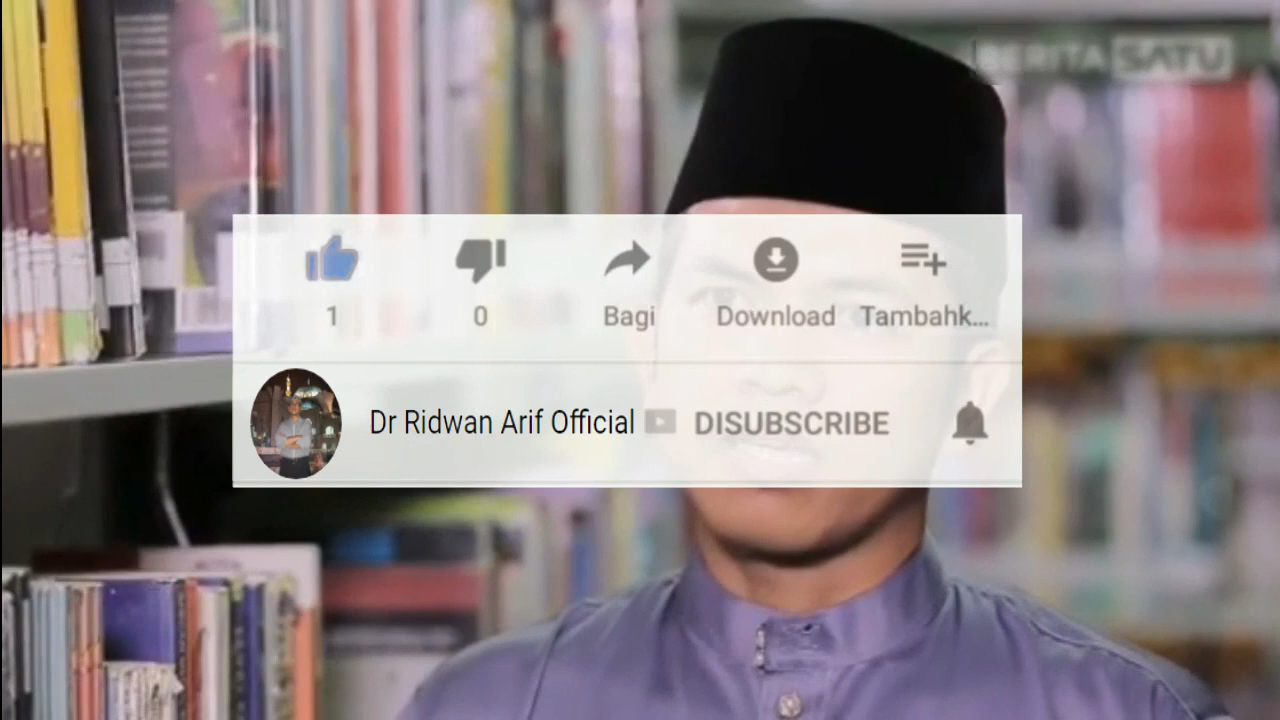 BERITA SATU
1
0
Bagi
Download
Tambahk...
Dr Ridwan Arif Official
DISUBSCRIBE